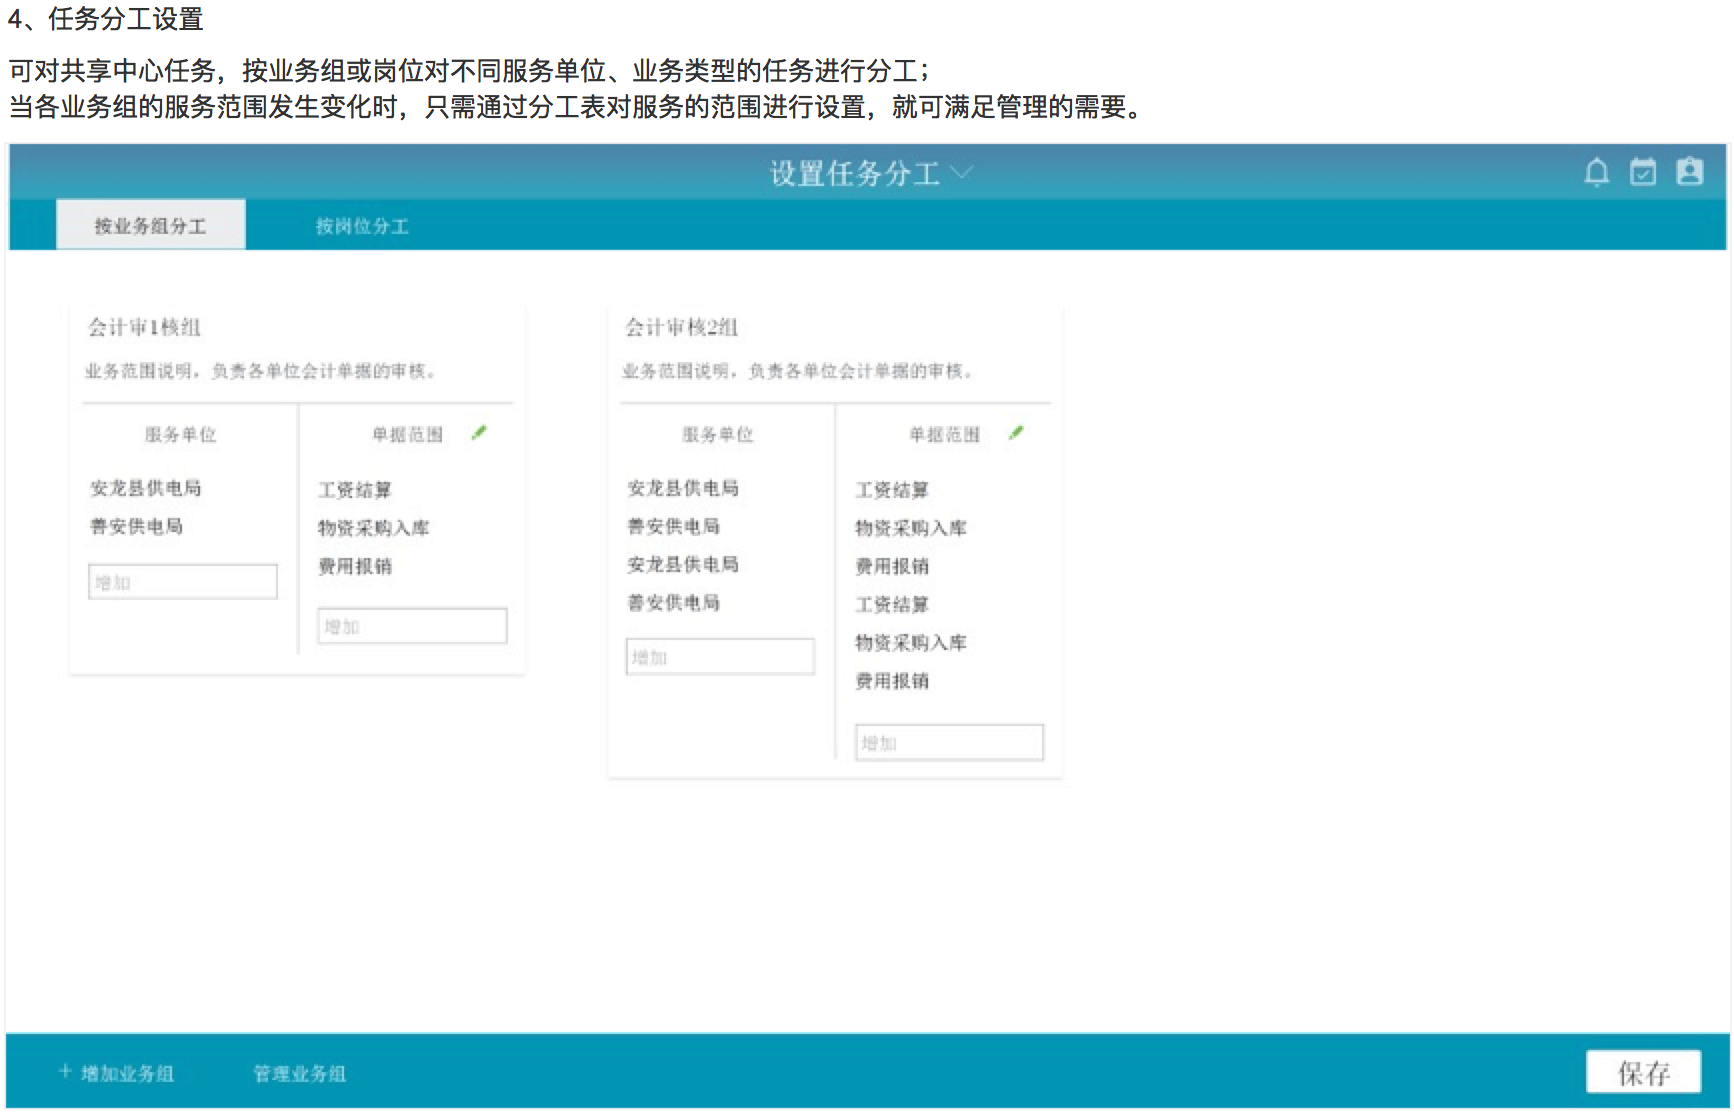 4、任务分工设置
可对共享中心任务，按业务组或岗位对不同服务单位、业务类型的任务进行分工；
当各业务组的服务范围发生变化时，只需通过分工表对服务的范围进行设置，就可满足管理的需要。
设置任务分工
按业务组分工
按岗位分工
会计审1核组
业务范围说明，负责各单位会计单据的审核。
服务单位
安龙县供电局
普安供电局
增加
单据范围
工资结算
物资采购入库
费用报销
增加
会计审核2组
业务范围说明，负责各单位会计单据的审核。
服务单位
安龙县供电局
普安供电局
安龙县供电局
普安供电局
增加
单据范围
工资结算
物资采购入库
费用报销
工资结算
物资采购入库
费用报销
增加
+ 增加业务组
管理业务组
保存